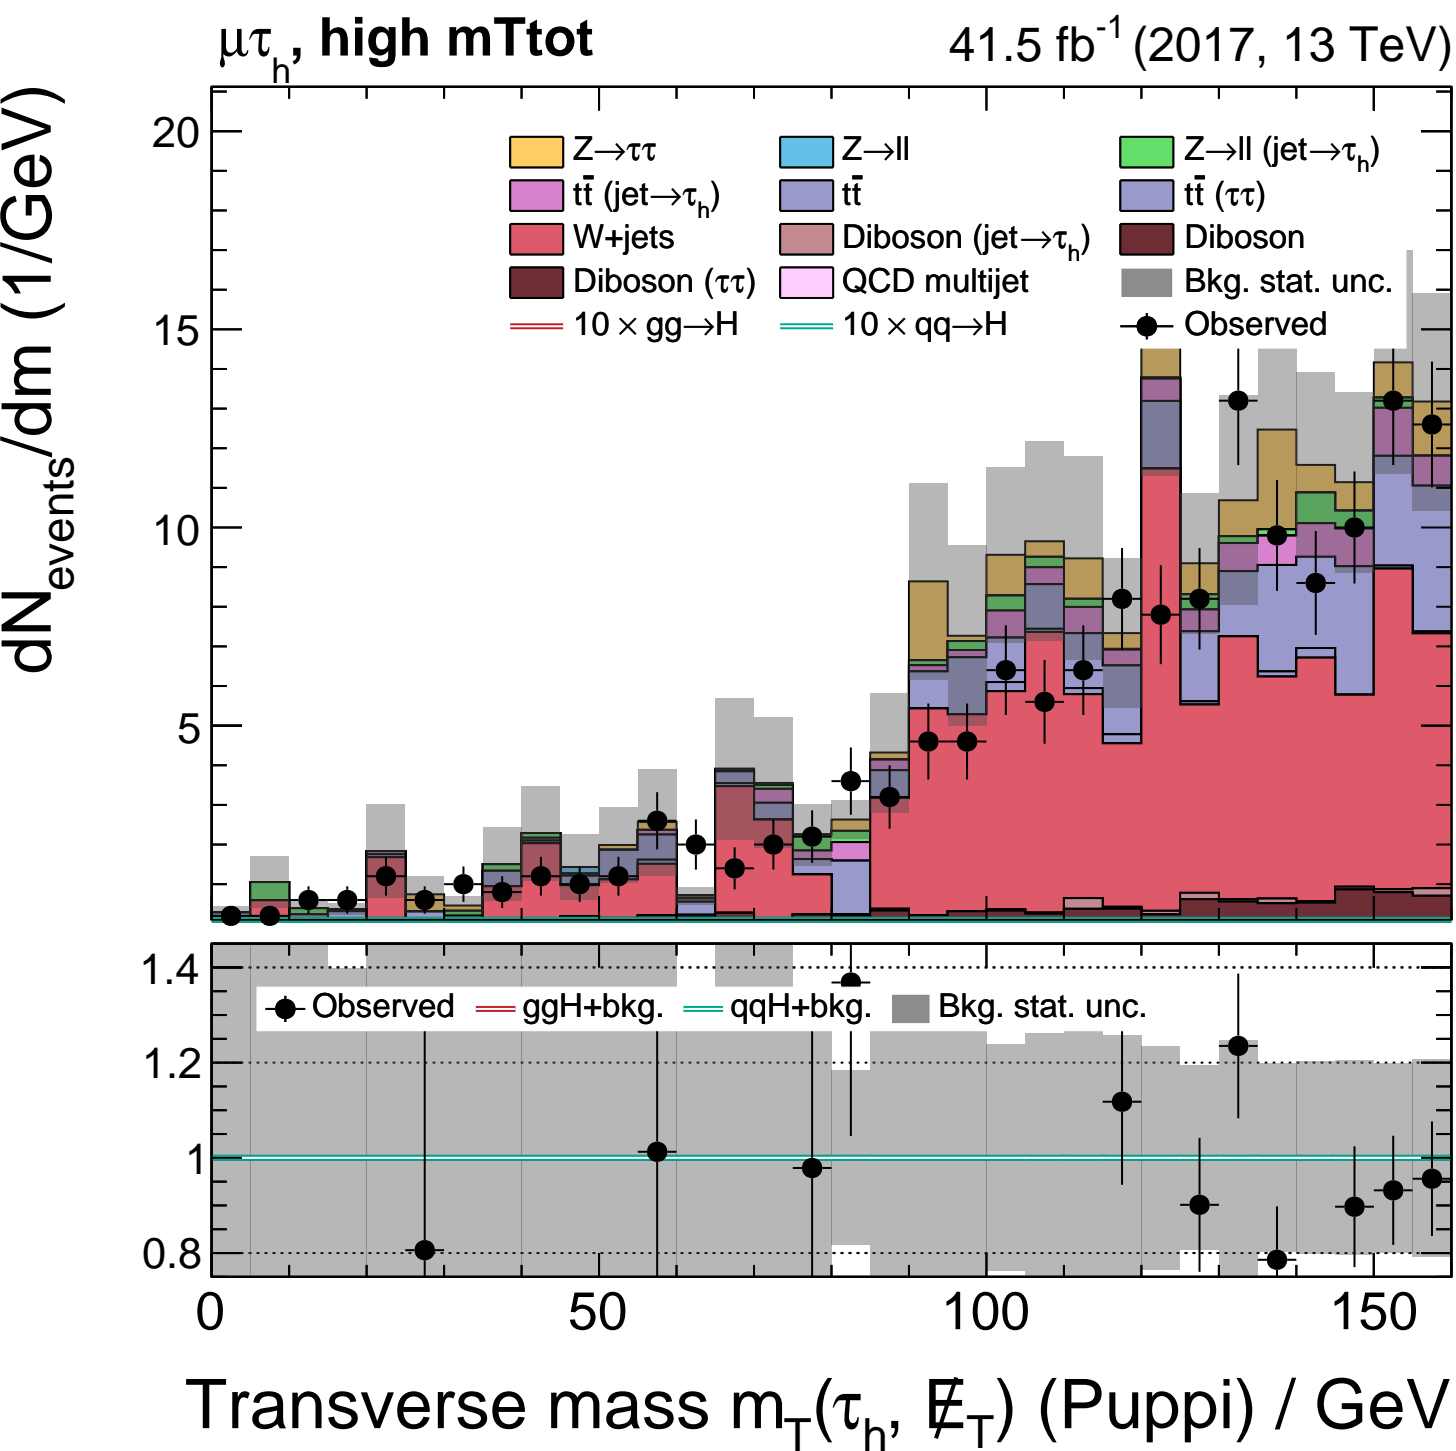 μτh, high mTtot
41.5 fb-1 (2017, 13 TeV)
dNevents/dm (1/GeV)
20
15
10
5
Z→ττ Z→ll Z→ll (jet→τh)
tt̄ (jet→τh) tt̄ tt̄ (ττ)
W+jets Diboson (jet→τh) Diboson
Diboson (ττ) QCD multijet Bkg. stat. unc.
10 × gg→H 10 × qq→H Observed
1.4
1.2
1
0.8
Observed ggH+bkg. qqH+bkg. Bkg. stat. unc.
0 50 100 150
Transverse mass mT(τh, E̸T) (Puppi) / GeV